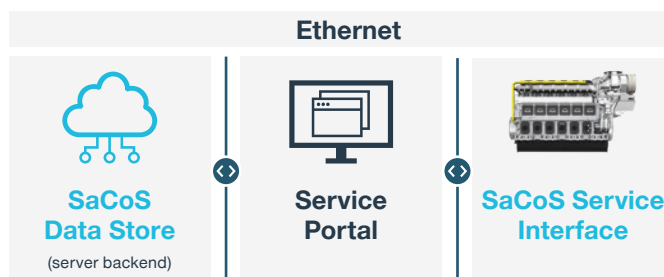 Ethernet
SaCoS
Data Store
(server backend)
Service
Portal
SaCoS Service
Interface